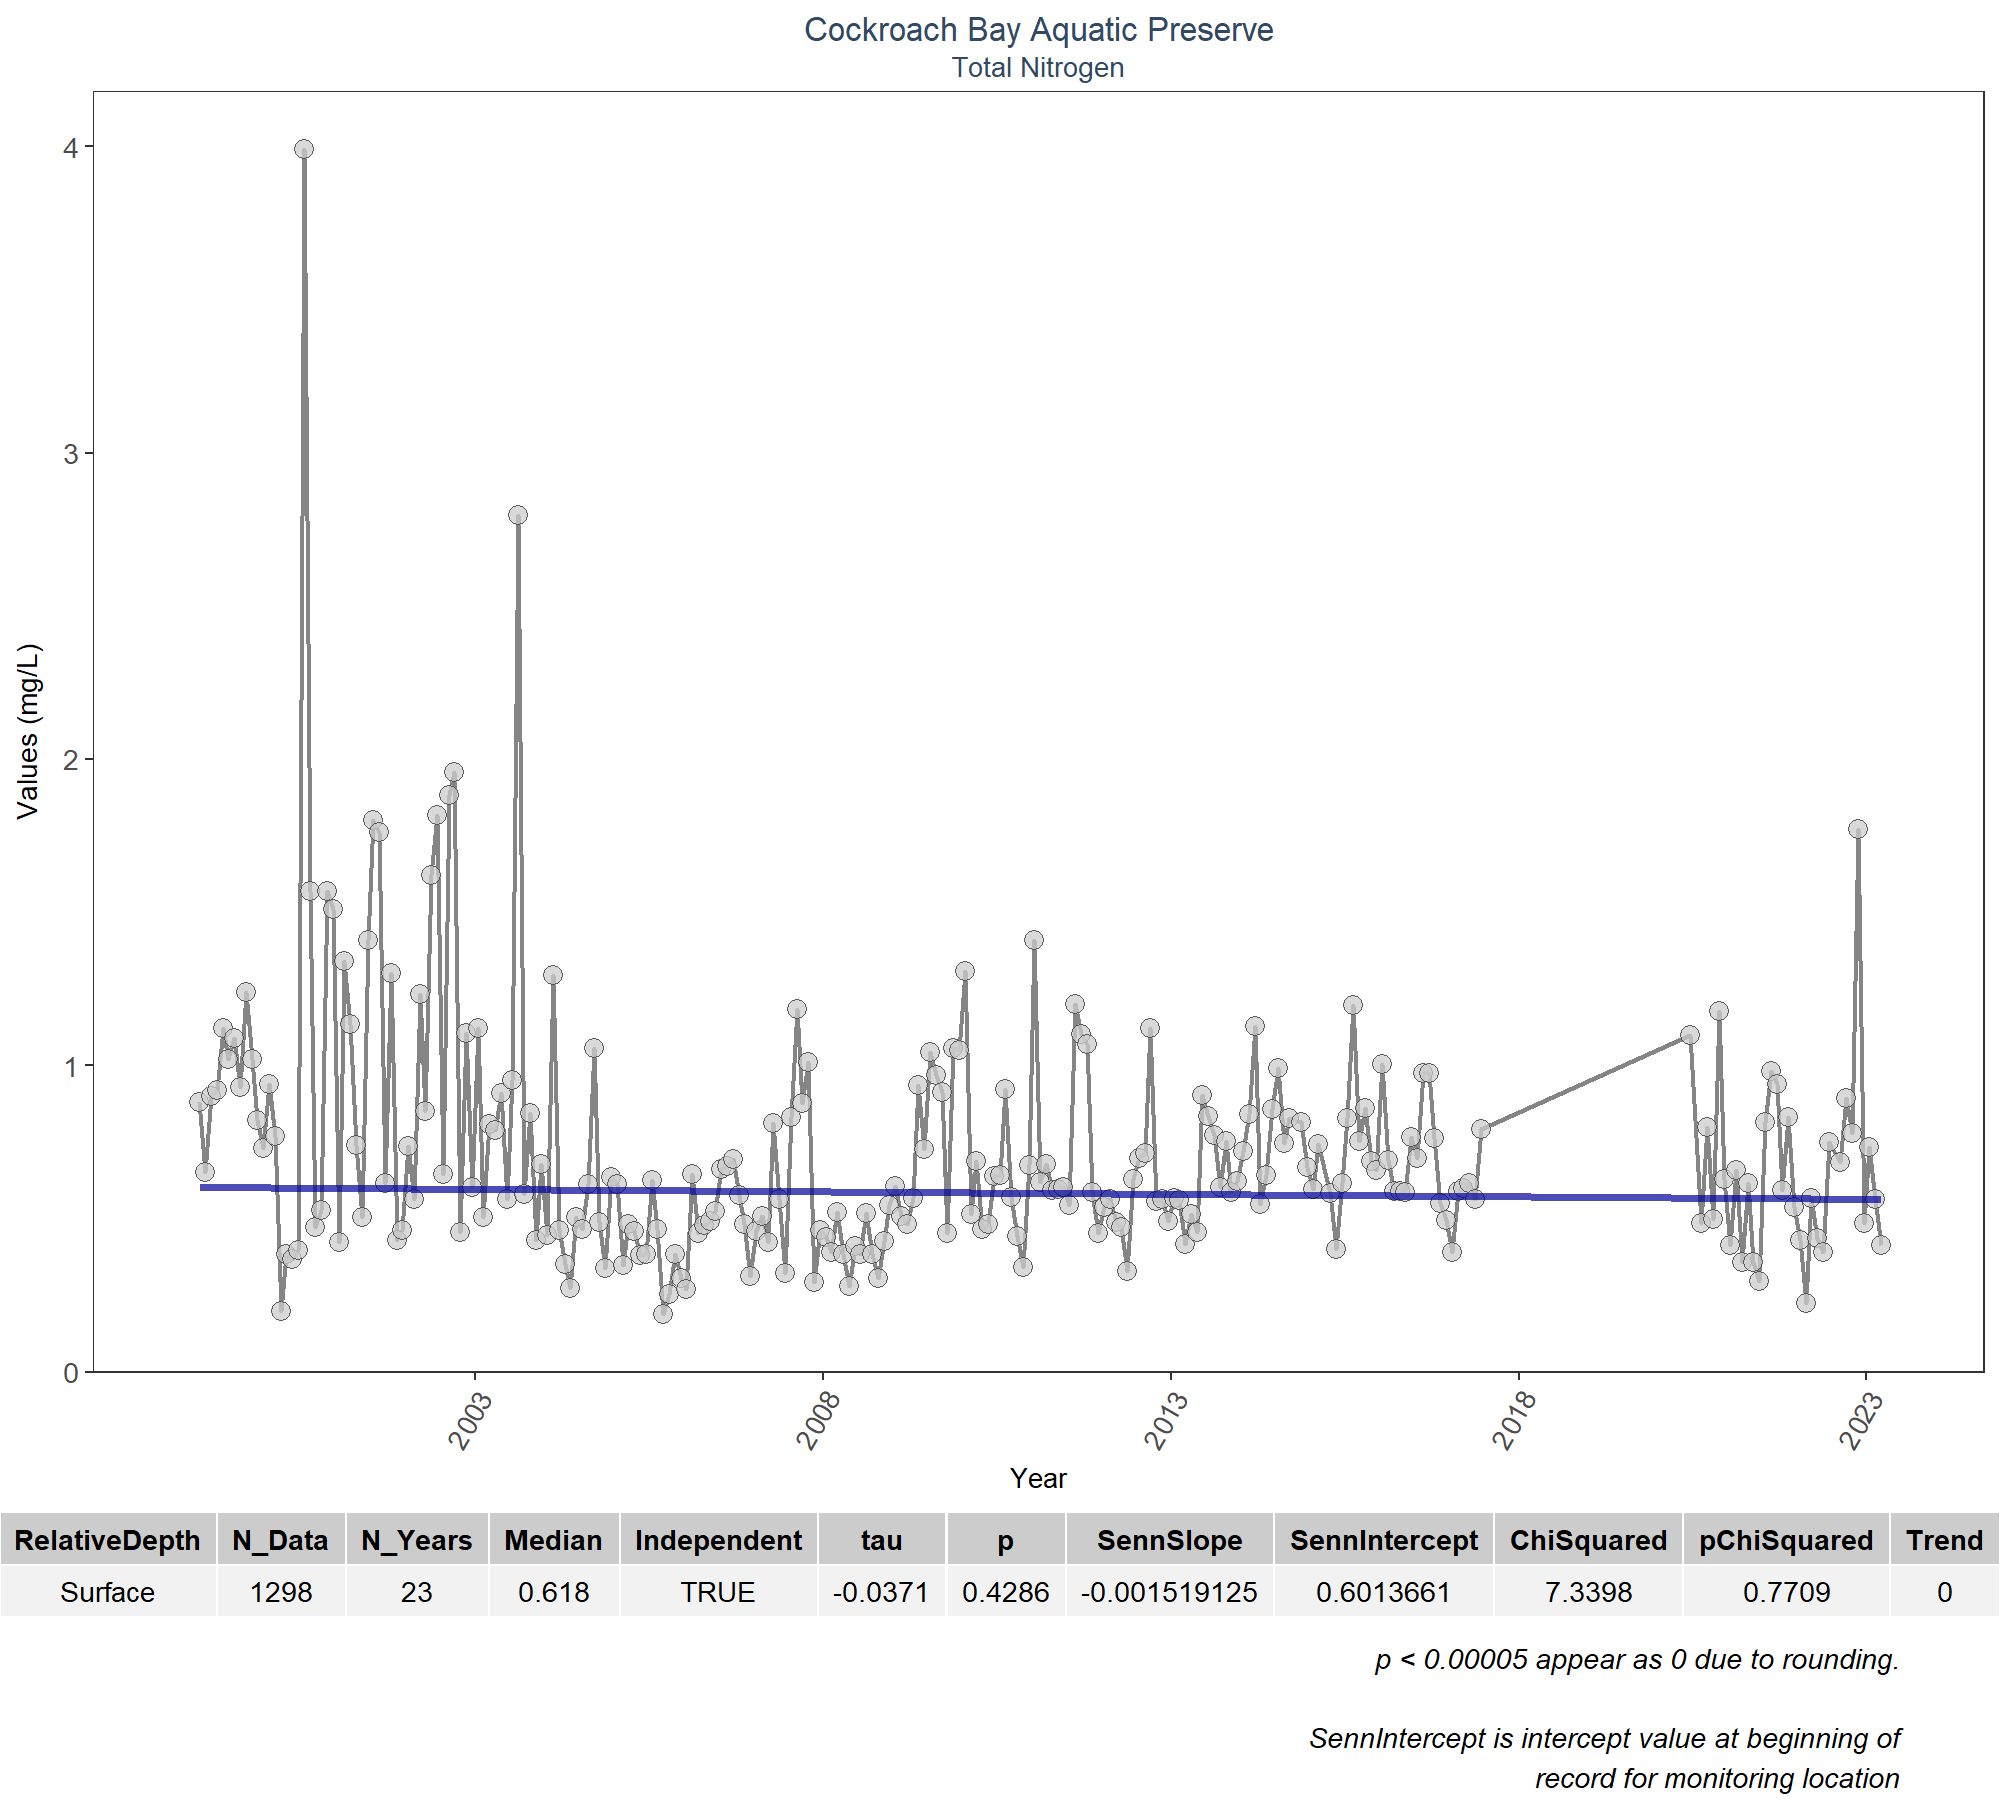 Cockroach Bay Aquatic Preserve
Total Nitrogen
4
3
2
1
0
Values (mg/L)
2003 2008 2013 2018 2023
Year
RelativeDepth N_Data N_Years Median Independent tau p SennSlope SennIntercept ChiSquared pChiSquared Trend
Surface 1298 23 0.618 TRUE -0.0371 0.4286 -0.001519125 0.6013661 7.3398 0.7709 0
p < 0.00005 appear as 0 due to rounding.
SennIntercept is intercept value at beginning of
record for monitoring location